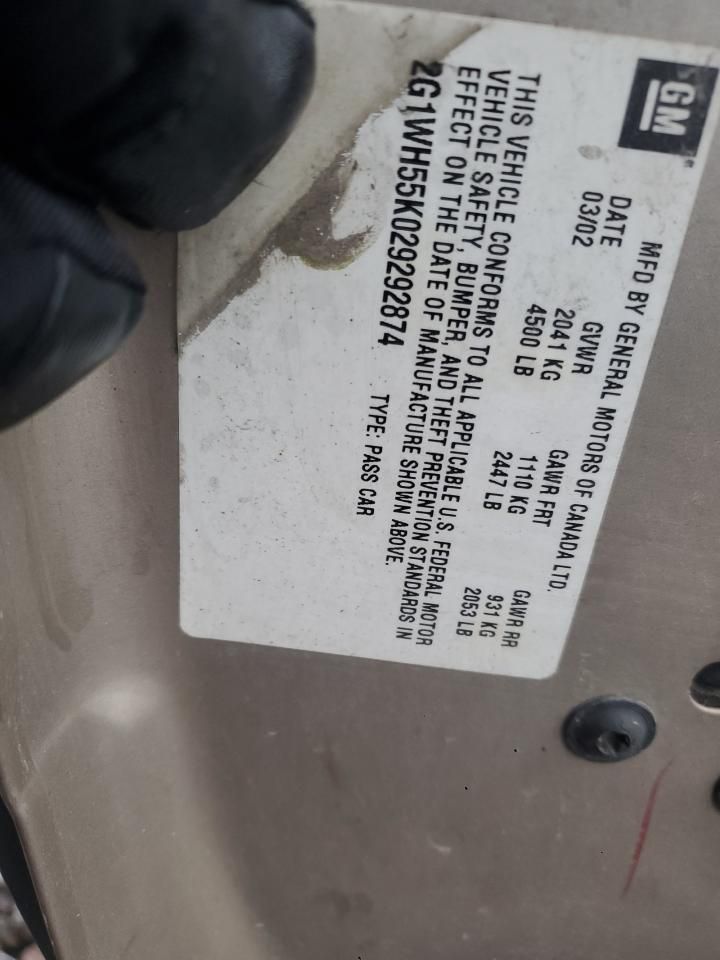 GM
MFD BY GENERAL MOTORS OF CANADA LTD.
DATE GVWR GAWR FRT GAWR RR
03/02 2041 KG 1110 KG 931 KG
4500 LB 2447 LB 2053 LB
THIS VEHICLE CONFORMS TO ALL APPLICABLE U.S. FEDERAL MOTOR
VEHICLE SAFETY, BUMPER, AND THEFT PREVENTION STANDARDS IN
EFFECT ON THE DATE OF MANUFACTURE SHOWN ABOVE.
2G1WH55K029292874 TYPE: PASS CAR